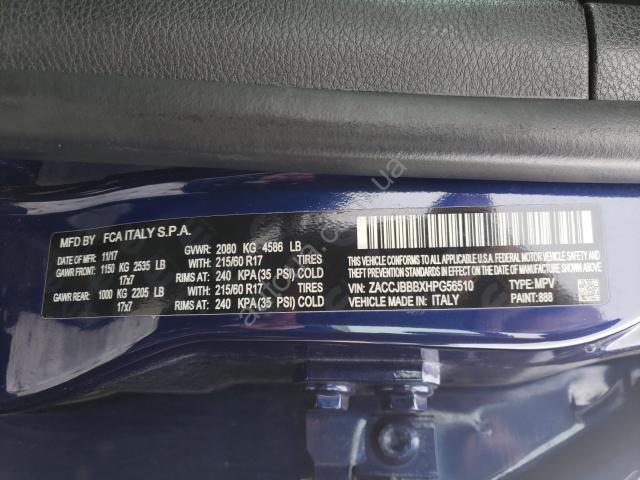 MFD BY FCA ITALY S.P.A.
DATE OF MFR: 11/17 GVWR: 2080 KG 4586 LB
GAWR FRONT: 1150 KG 2535 LB WITH: 215/60 R17 TIRES
17x7 RIMS AT: 240 KPA(35 PSI) COLD
GAWR REAR: 1000 KG 2205 LB WITH: 215/60 R17 TIRES
17x7 RIMS AT: 240 KPA(35 PSI) COLD
THIS VEHICLE CONFORMS TO ALL APPLICABLE U.S.A.
FEDERAL MOTOR VEHICLE SAFETY, BUMPER, AND THEFT
PREVENTION STANDARDS IN EFFECT ON THE DATE OF MANUFACTURE SHOWN ABOVE.
VIN: ZACCJBBBXHPG56510 TYPE: MPV
VEHICLE MADE IN: ITALY PAINT: 888